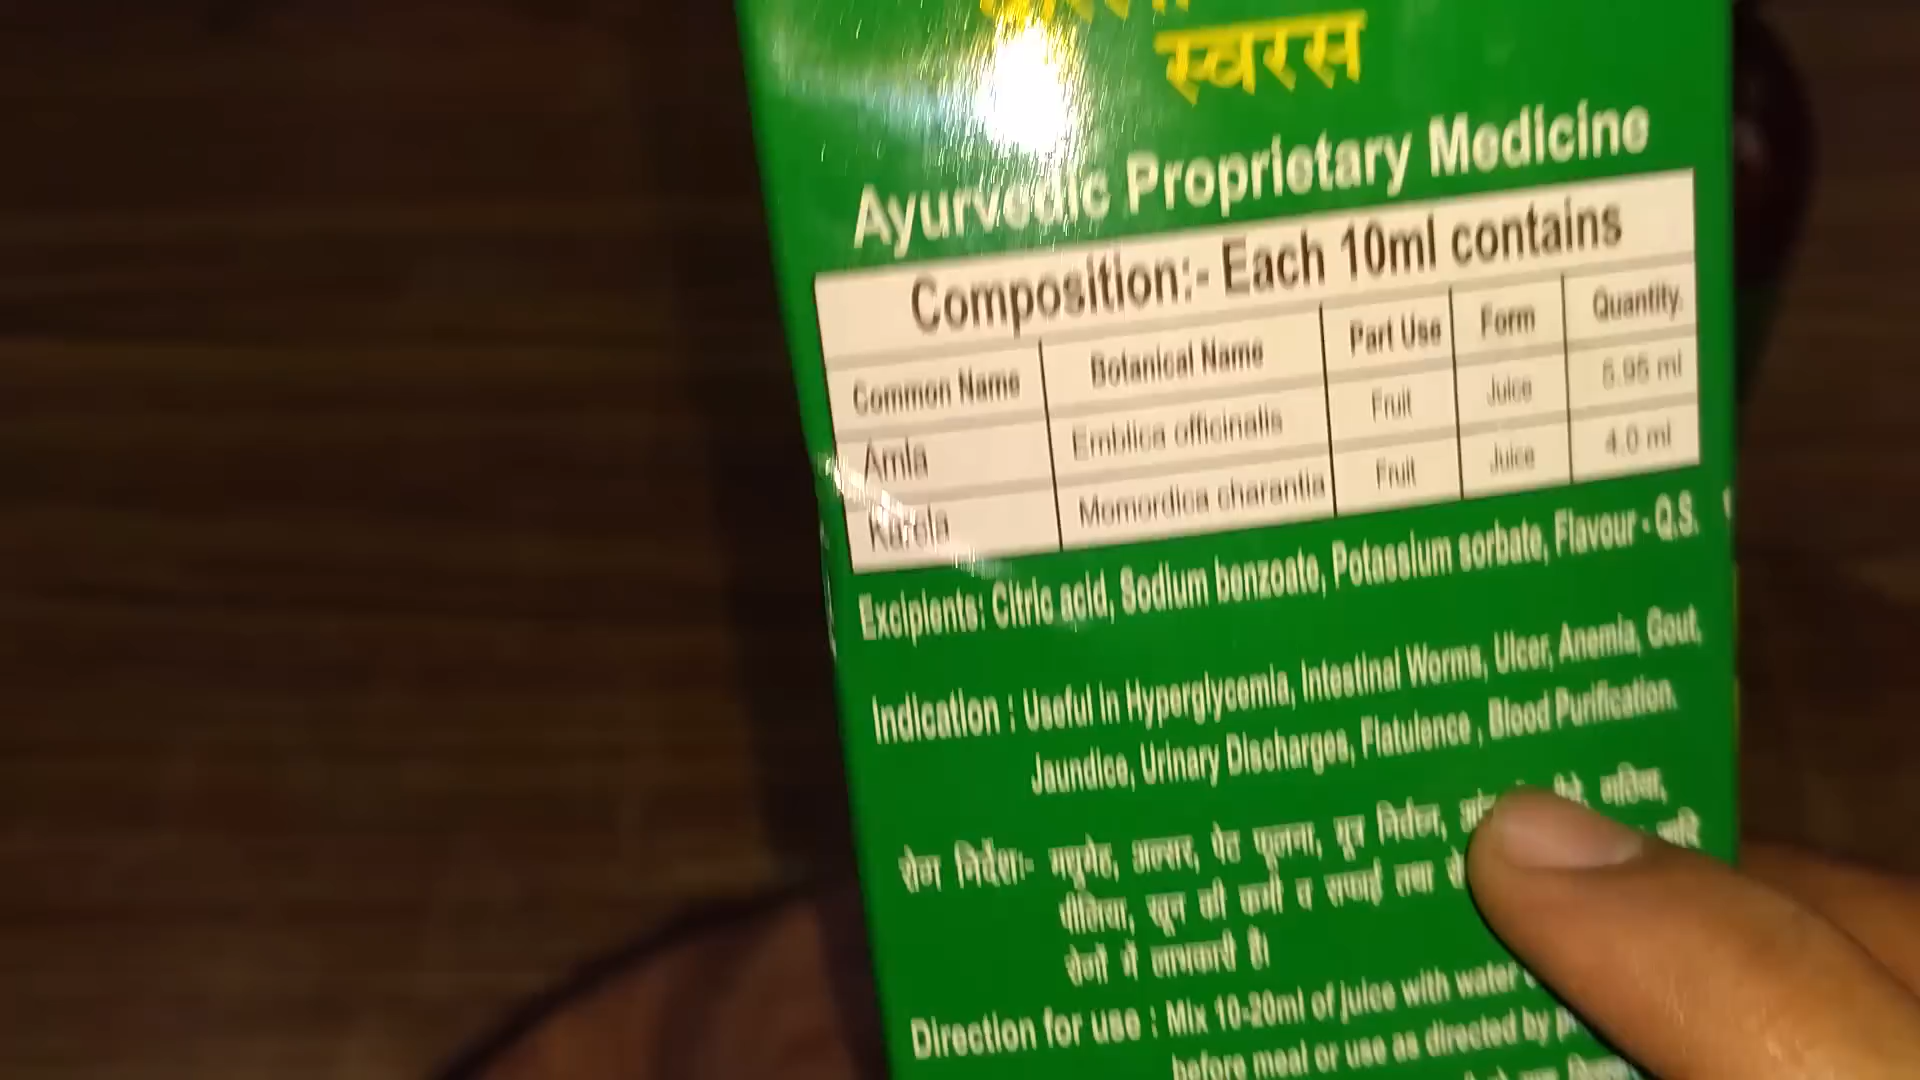 स्वरस
Ayurvedic Proprietary Medicine
Composition:- Each 10ml contains
Common Name Botanical Name Part Use Form Quantity.
Amla Emblica officinalis Fruit Juice 5.95 ml
Karela Momordica charantia Fruit Juice 4.0 ml
Excipients: Citric acid, Sodium benzoate, Potassium sorbate, Flavour - Q.S.
Indication : Useful in Hyperglycemia, Intestinal Worms, Ulcer, Anemia, Gout,
Jaundice, Urinary Discharges, Flatulence , Blood Purification.
रोग निर्देश:- मधुमेह, अल्सर, पेट फूलना, मूत्र निर्वहन, गठिया,
पीलिया, खून की कमी व सफाई तथा
रोगों में लाभकारी है।
Direction for use : Mix 10-20ml of juice with water
before meal or use as directed by